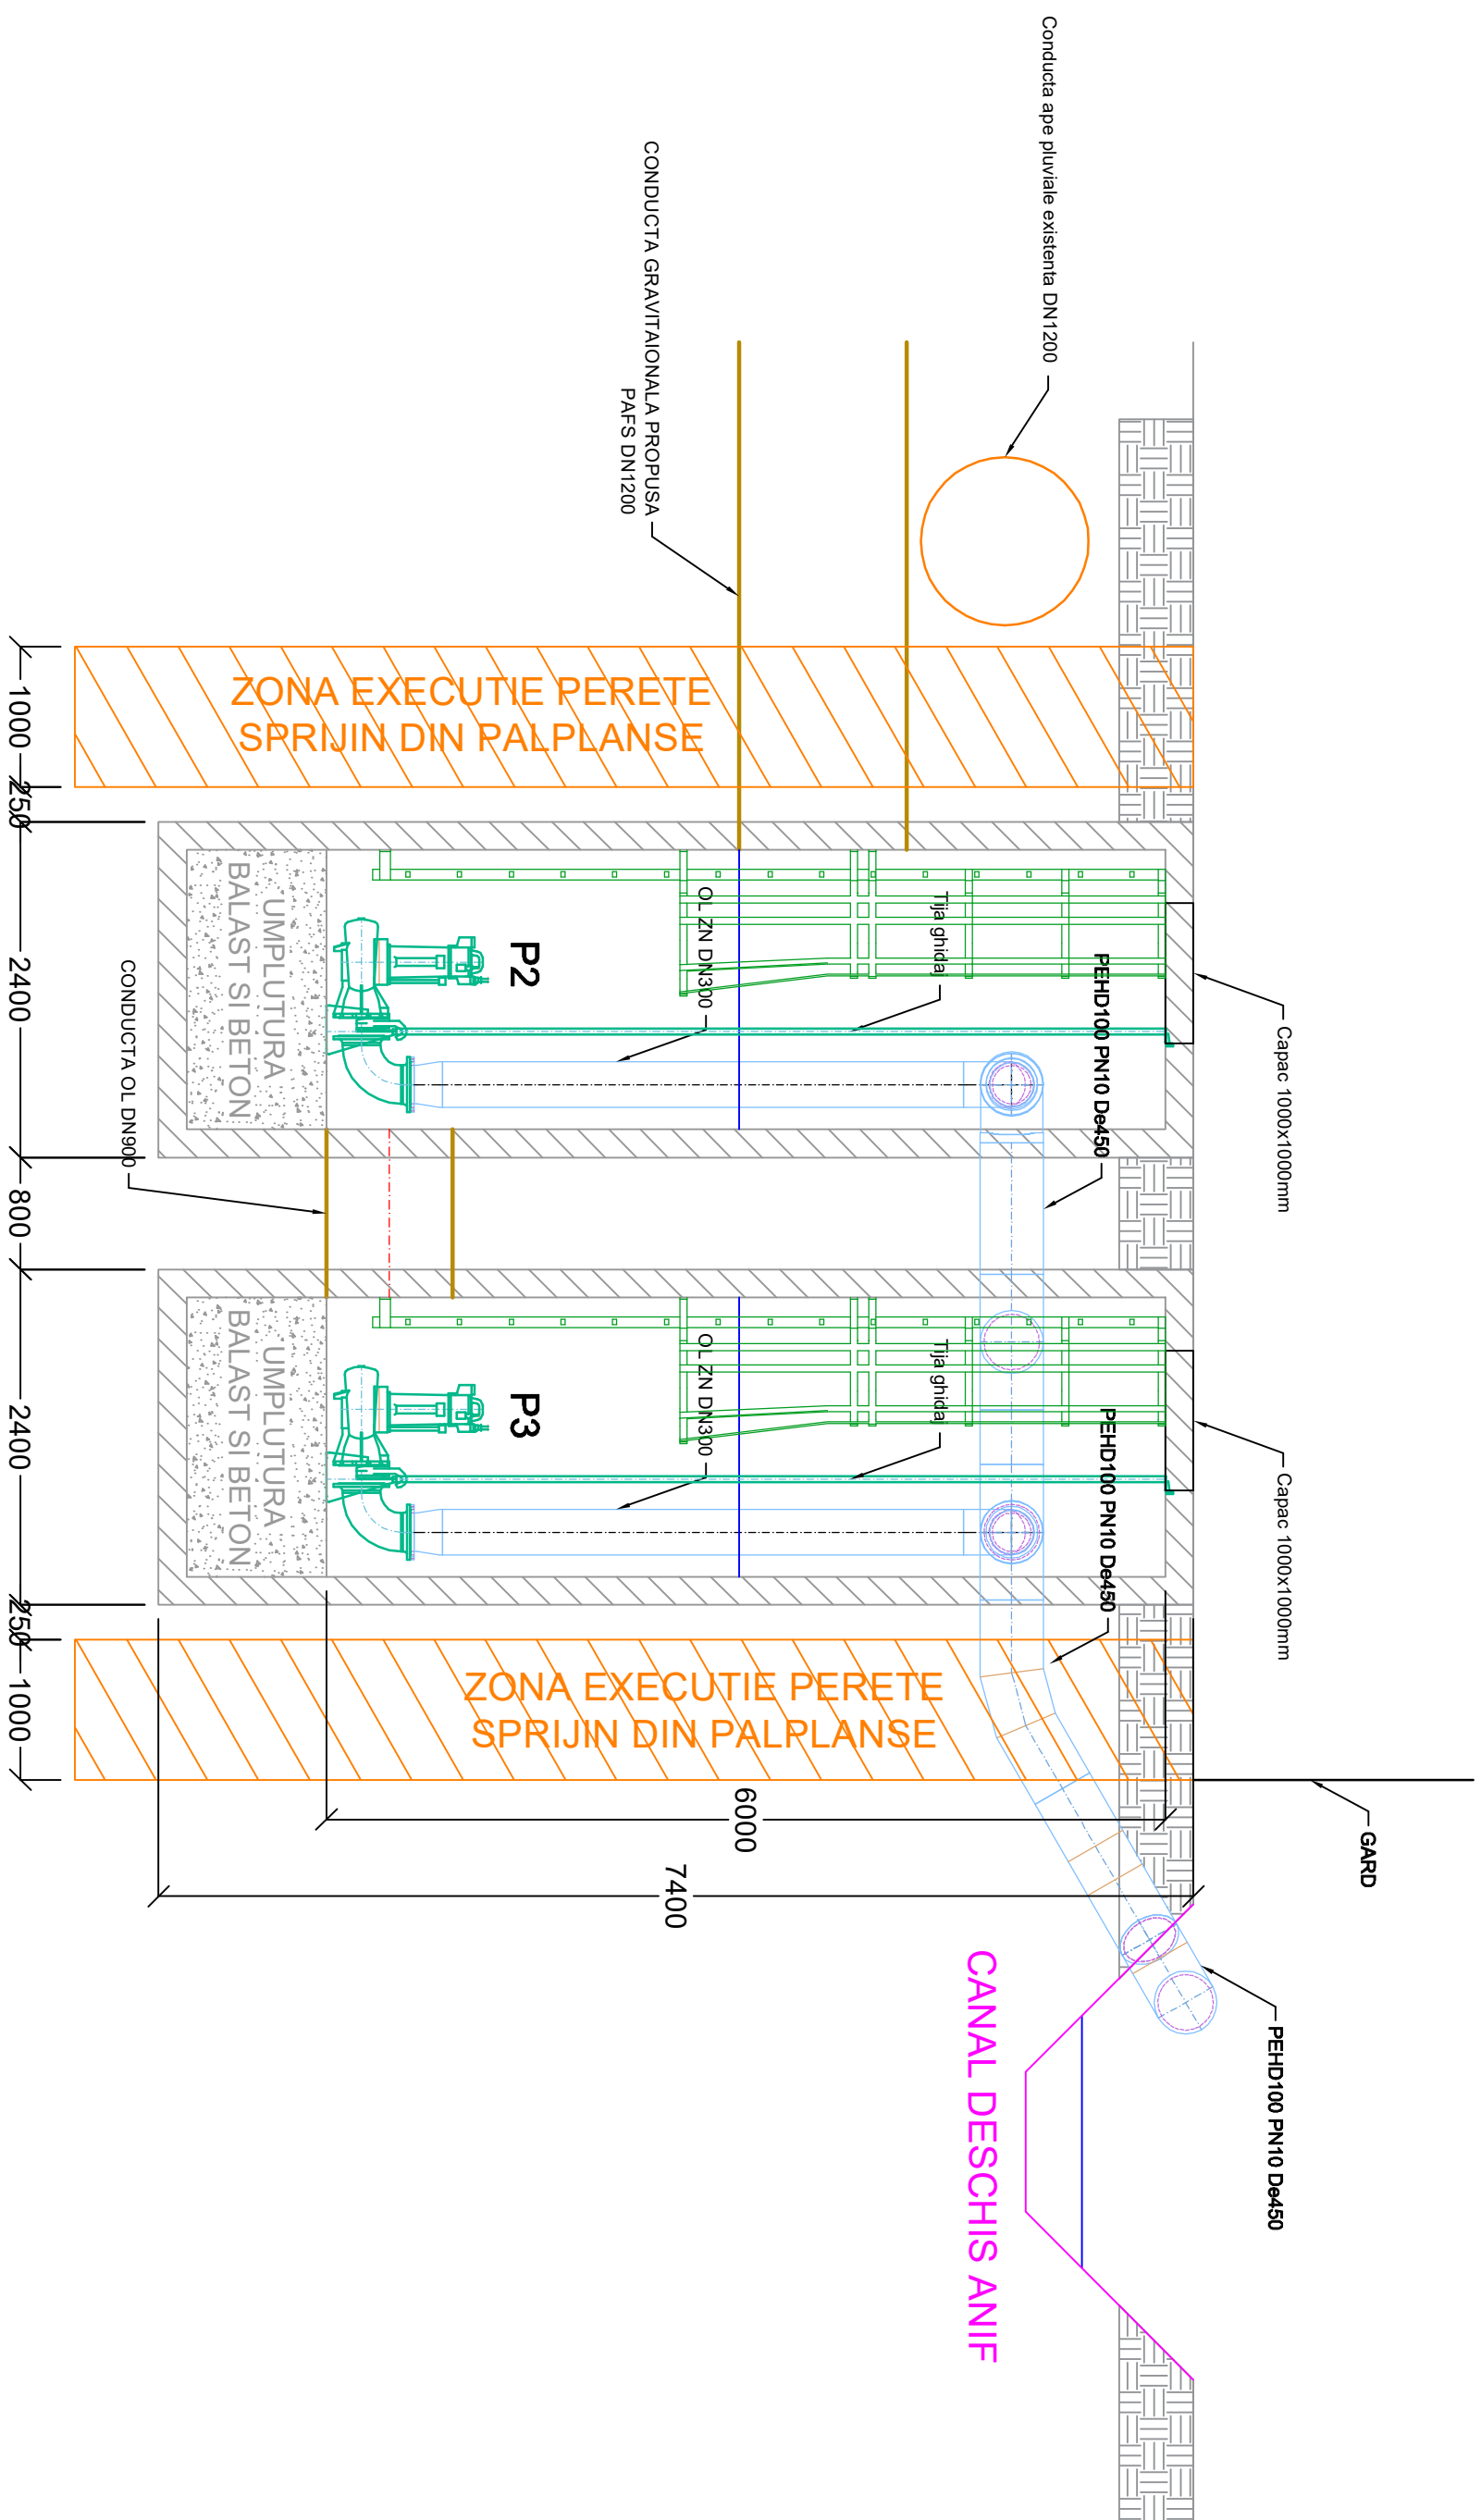 Conducta ape pluviale existenta DN1200
CONDUCTA GRAVITAIONALA PROPUSA
PAFS DN1200
ZONA EXECUTIE PERETE
SPRIJIN DIN PALPLANSE
Capac 1000x1000mm
PEHD100 PN10 De450
Tija ghidaj
OL ZN DN300
P2
UMPLUTURA
BALAST SI BETON
CONDUCTA OL DN900
Capac 1000x1000mm
PEHD100 PN10 De450
Tija ghidaj
OL ZN DN300
P3
UMPLUTURA
BALAST SI BETON
ZONA EXECUTIE PERETE
SPRIJIN DIN PALPLANSE
GARD
PEHD100 PN10 De450
CANAL DESCHIS ANIF
6000
7400
1000
250
2400
800
2400
250
1000